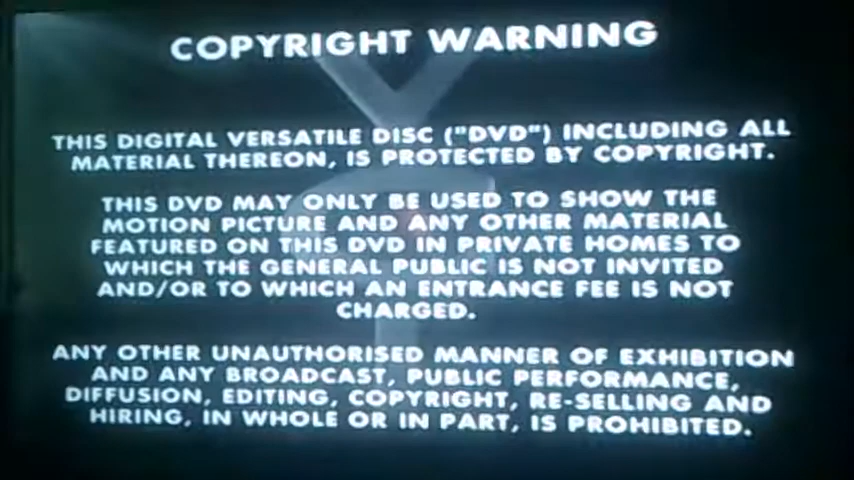 COPYRIGHT WARNING
THIS DIGITAL VERSATILE DISC ("DVD") INCLUDING ALL
MATERIAL THEREON, IS PROTECTED BY COPYRIGHT.
THIS DVD MAY ONLY BE USED TO SHOW THE
MOTION PICTURE AND ANY OTHER MATERIAL
FEATURED ON THIS DVD IN PRIVATE HOMES TO
WHICH THE GENERAL PUBLIC IS NOT INVITED
AND/OR TO WHICH AN ENTRANCE FEE IS NOT
CHARGED.
ANY OTHER UNAUTHORISED MANNER OF EXHIBITION
AND ANY BROADCAST, PUBLIC PERFORMANCE,
DIFFUSION, EDITING, COPYRIGHT, RE-SELLING AND
HIRING, IN WHOLE OR IN PART, IS PROHIBITED.